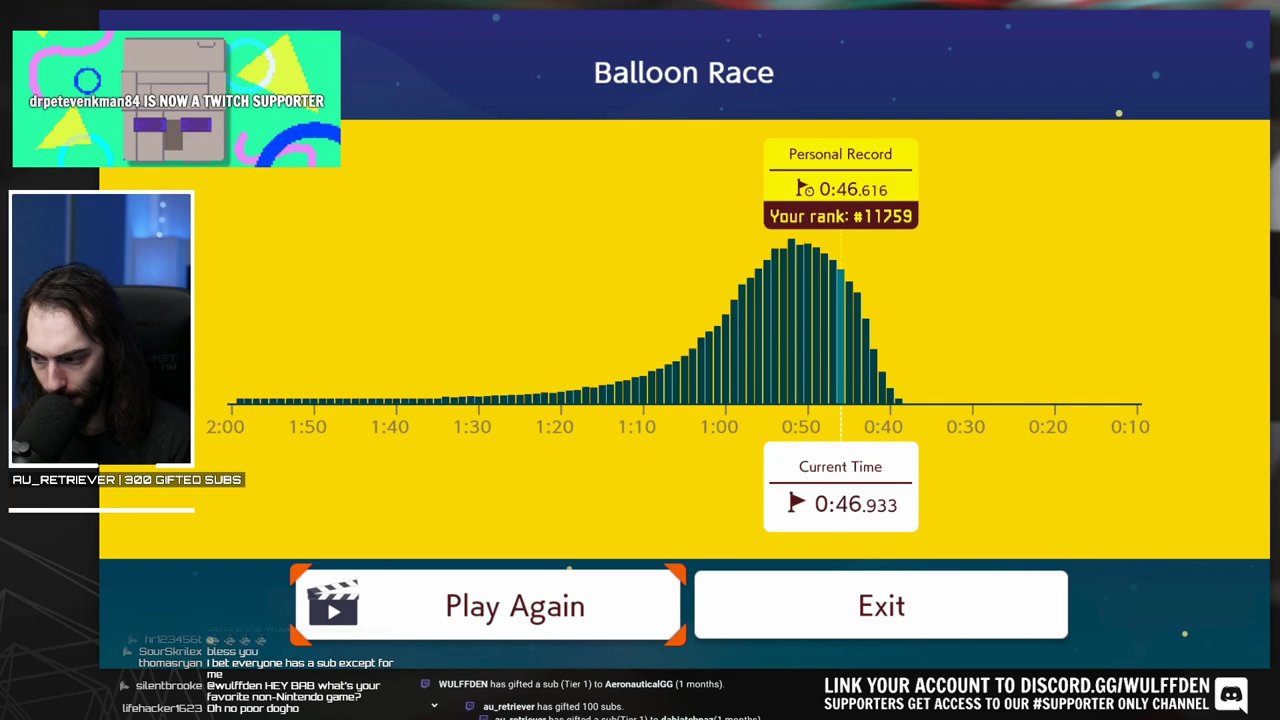 Balloon Race
drpetevenkman84 IS NOW A TWITCH SUPPORTER
Personal Record
0:46.616
Your rank: #11759
2:00 1:50 1:40 1:30 1:20 1:10 1:00 0:50 0:40 0:30 0:20 0:10
Current Time
0:46.933
AU_RETRIEVER | 300 GIFTED SUBS
Play Again
Exit
SourSkrilex bless you
thomasryan I bet everyone has a sub except for
me
silentbrooke @wulffden HEY BAB what's your
favorite non-Nintendo game?
lifehacker1623 Oh no poor dogho
WULFFDEN has gifted a sub (Tier 1) to AeronauticalGG (1 months).
au_retriever has gifted 100 subs.
LINK YOUR ACCOUNT TO DISCORD.GG/WULFFDEN
SUPPORTERS GET ACCESS TO OUR #SUPPORTER ONLY CHANNEL